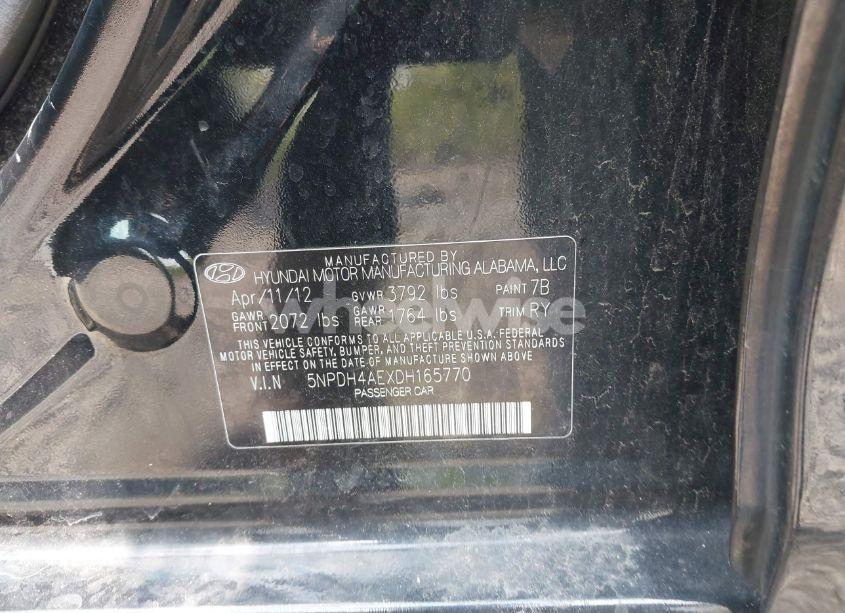 MANUFACTURED BY
HYUNDAI MOTOR MANUFACTURING ALABAMA, LLC
Apr/11/12 GVWR 3792 lbs PAINT 7B
GAWR FRONT 2072 lbs GAWR REAR 1764 lbs TRIM RY
THIS VEHICLE CONFORMS TO ALL APPLICABLE U.S.A. FEDERAL
MOTOR VEHICLE SAFETY, BUMPER, AND THEFT PREVENTION STANDARDS
IN EFFECT ON THE DATE OF MANUFACTURE SHOWN ABOVE
V.I.N 5NPDH4AEXDH165770
PASSENGER CAR